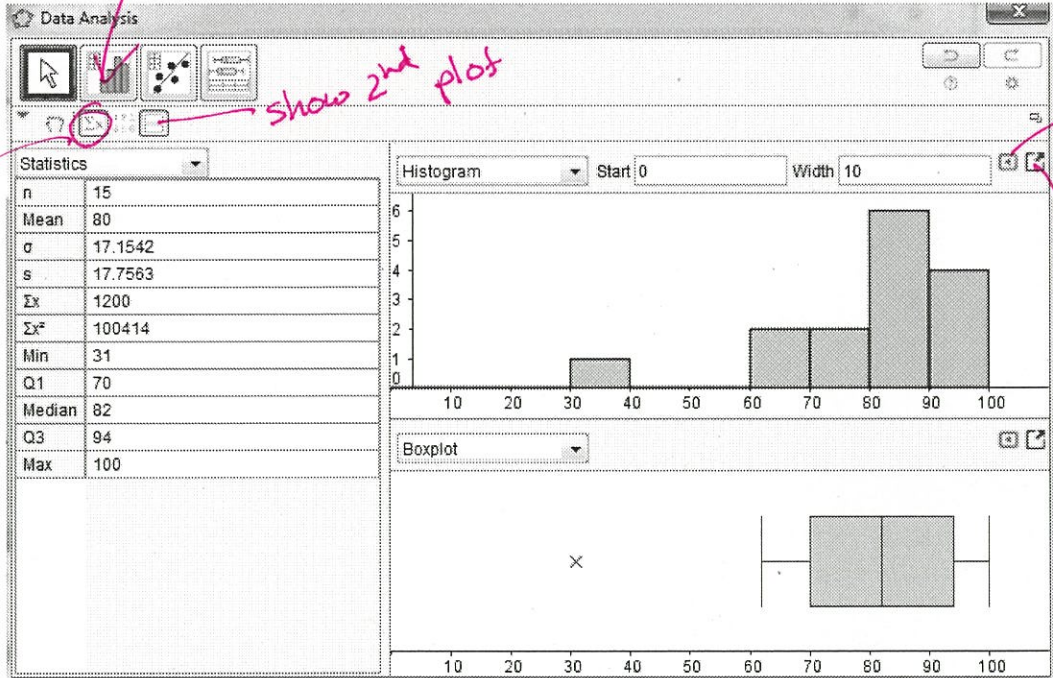 Data Analysis
show 2nd plot
Σx
Statistics
n 15
Mean 80
σ 17.1542
s 17.7563
Σx 1200
Σx² 100414
Min 31
Q1 70
Median 82
Q3 94
Max 100
Histogram Start 0 Width 10
6
5
4
3
2
1
0
10 20 30 40 50 60 70 80 90 100
Boxplot
10 20 30 40 50 60 70 80 90 100